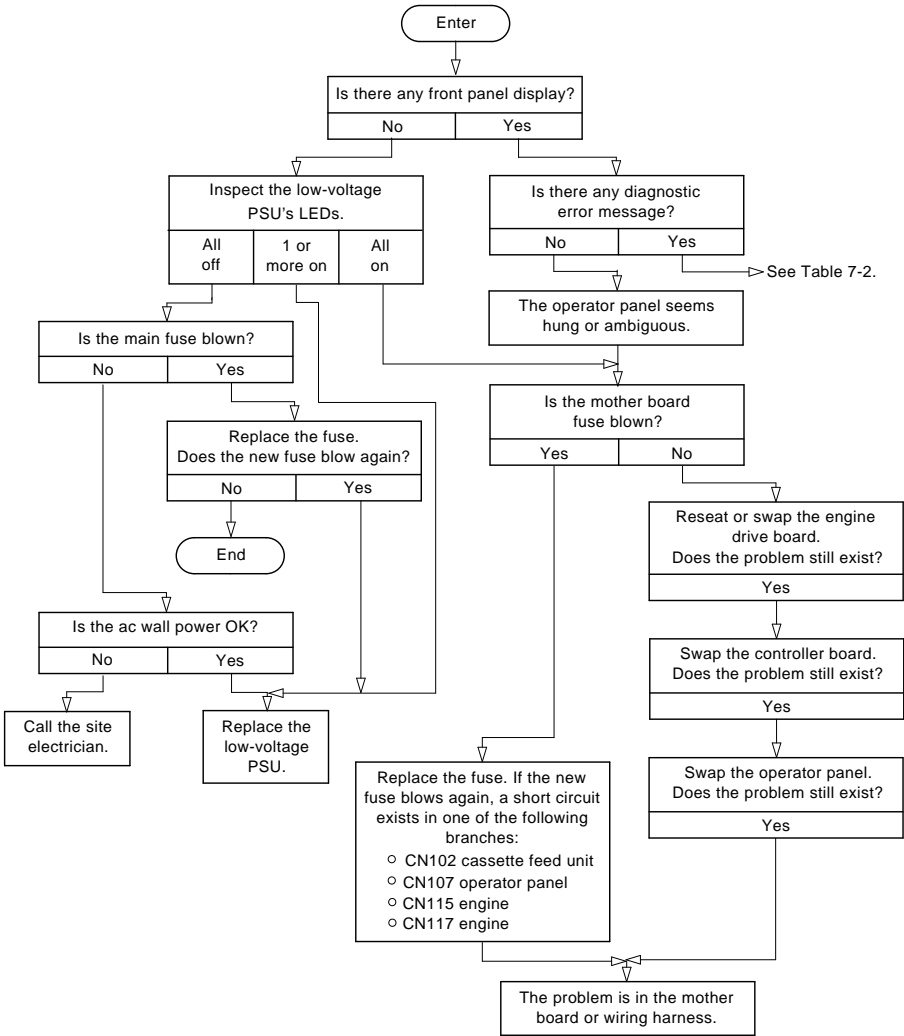 Enter
Is there any front panel display?
No
Yes
Inspect the low-voltage
PSU's LEDs.
All
off
1 or
more on
All
on
Is there any diagnostic
error message?
No
Yes
See Table 7-2.
The operator panel seems
hung or ambiguous.
Is the main fuse blown?
No
Yes
Is the mother board
fuse blown?
Yes
No
Replace the fuse.
Does the new fuse blow again?
No
Yes
End
Reseat or swap the engine
drive board.
Does the problem still exist?
Yes
Is the ac wall power OK?
No
Yes
Swap the controller board.
Does the problem still exist?
Yes
Call the site
electrician.
Replace the
low-voltage
PSU.
Swap the operator panel.
Does the problem still exist?
Yes
Replace the fuse. If the new
fuse blows again, a short circuit
exists in one of the following
branches:
○ CN102 cassette feed unit
○ CN107 operator panel
○ CN115 engine
○ CN117 engine
The problem is in the mother
board or wiring harness.